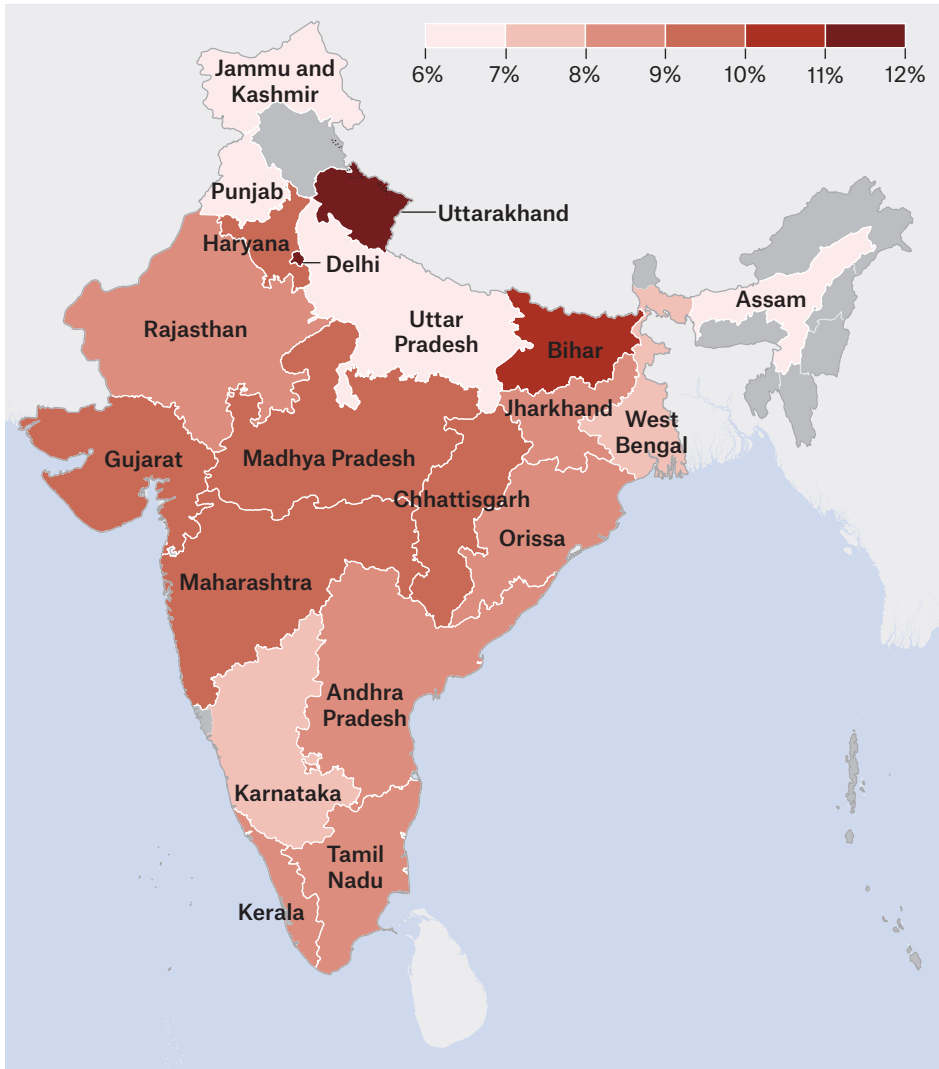 6% 7% 8% 9% 10% 11% 12%
Jammu and
Kashmir
Punjab
Uttarakhand
Haryana
Delhi
Assam
Rajasthan
Uttar
Pradesh
Bihar
Jharkhand
West
Bengal
Gujarat
Madhya Pradesh
Chhattisgarh
Orissa
Maharashtra
Andhra
Pradesh
Karnataka
Tamil
Nadu
Kerala